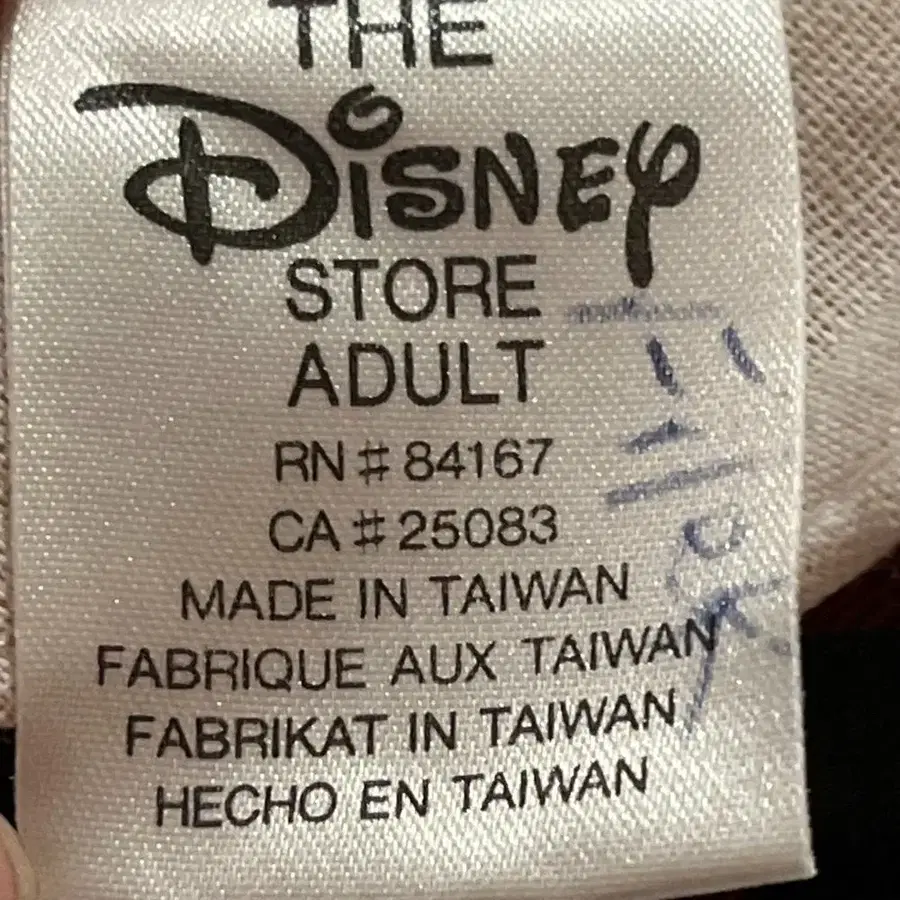 THE
Disney
STORE
ADULT
RN # 84167
CA # 25083
MADE IN TAIWAN
FABRIQUE AUX TAIWAN
FABRIKAT IN TAIWAN
HECHO EN TAIWAN